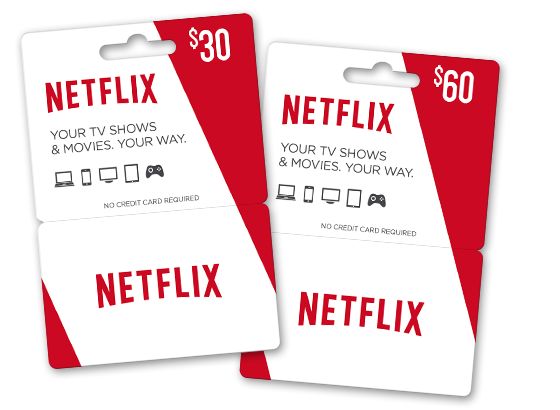 $30
NETFLIX
YOUR TV SHOWS
& MOVIES. YOUR WAY.
NO CREDIT CARD REQUIRED
NETFLIX
$60
NETFLIX
YOUR TV SHOWS
& MOVIES. YOUR WAY.
NO CREDIT CARD REQUIRED
NETFLIX